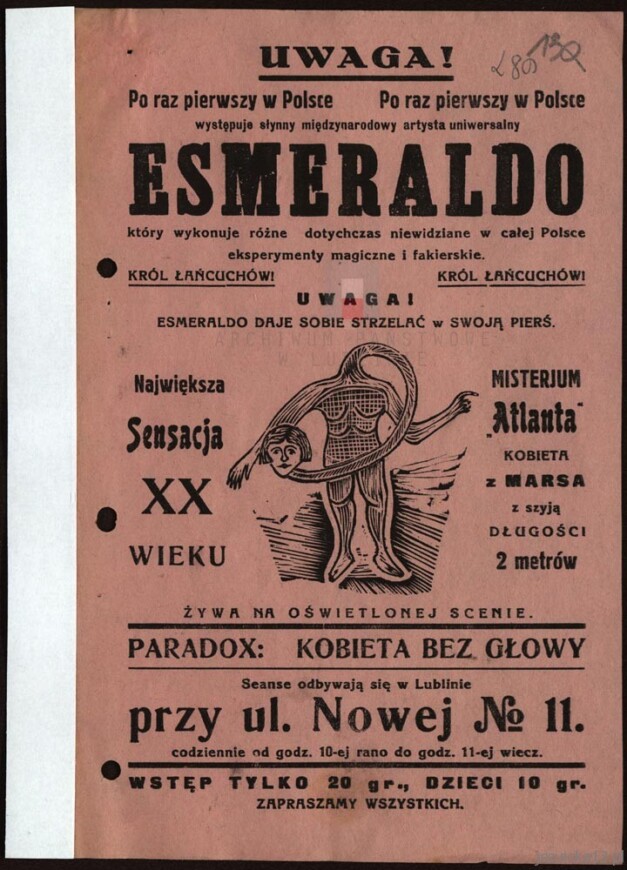 UWAGA!
130
Po raz pierwszy w Polsce Po raz pierwszy w Polsce
występuje słynny międzynarodowy artysta uniwersalny
ESMERALDO
który wykonuje różne dotychczas niewidziane w całej Polsce
eksperymenty magiczne i fakierskie.
KRÓL ŁAŃCUCHÓW! KRÓL ŁAŃCUCHÓW!
UWAGA!
ESMERALDO DAJE SOBIE STRZELAĆ w SWOJĄ PIERŚ.
ARCHIWUM PAŃSTWOWE
W LUBLINIE
Największa
Sensacja
XX
WIEKU
MISTERJUM
„Atlanta"
KOBIETA
z MARSA
z szyją
DŁUGOŚCI
2 metrów
ŻYWA NA OŚWIETLONEJ SCENIE.
PARADOX: KOBIETA BEZ GŁOWY
Seanse odbywają się w Lublinie
przy ul. Nowej № 11.
codziennie od godz. 10-ej rano do godz. 11-ej wiecz.
WSTĘP TYLKO 20 gr., DZIECI 10 gr.
ZAPRASZAMY WSZYSTKICH.